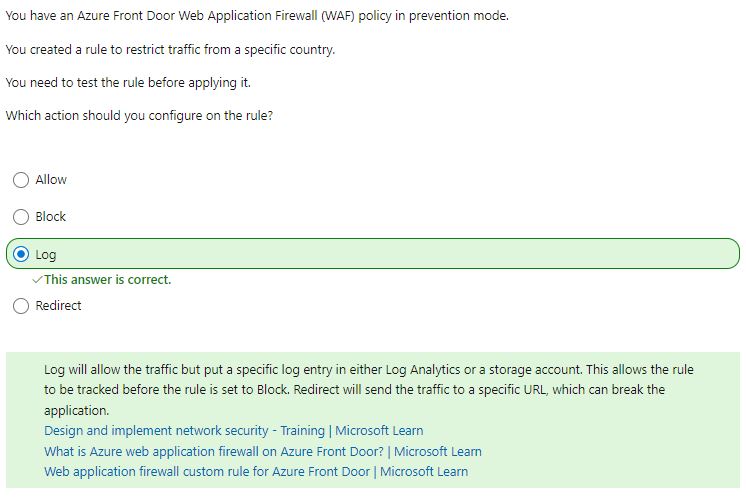 You have an Azure Front Door Web Application Firewall (WAF) policy in prevention mode.
You created a rule to restrict traffic from a specific country.
You need to test the rule before applying it.
Which action should you configure on the rule?
Allow
Block
Log
✓This answer is correct.
Redirect
Log will allow the traffic but put a specific log entry in either Log Analytics or a storage account. This allows the rule
to be tracked before the rule is set to Block. Redirect will send the traffic to a specific URL, which can break the
application.
Design and implement network security - Training | Microsoft Learn
What is Azure web application firewall on Azure Front Door? | Microsoft Learn
Web application firewall custom rule for Azure Front Door | Microsoft Learn